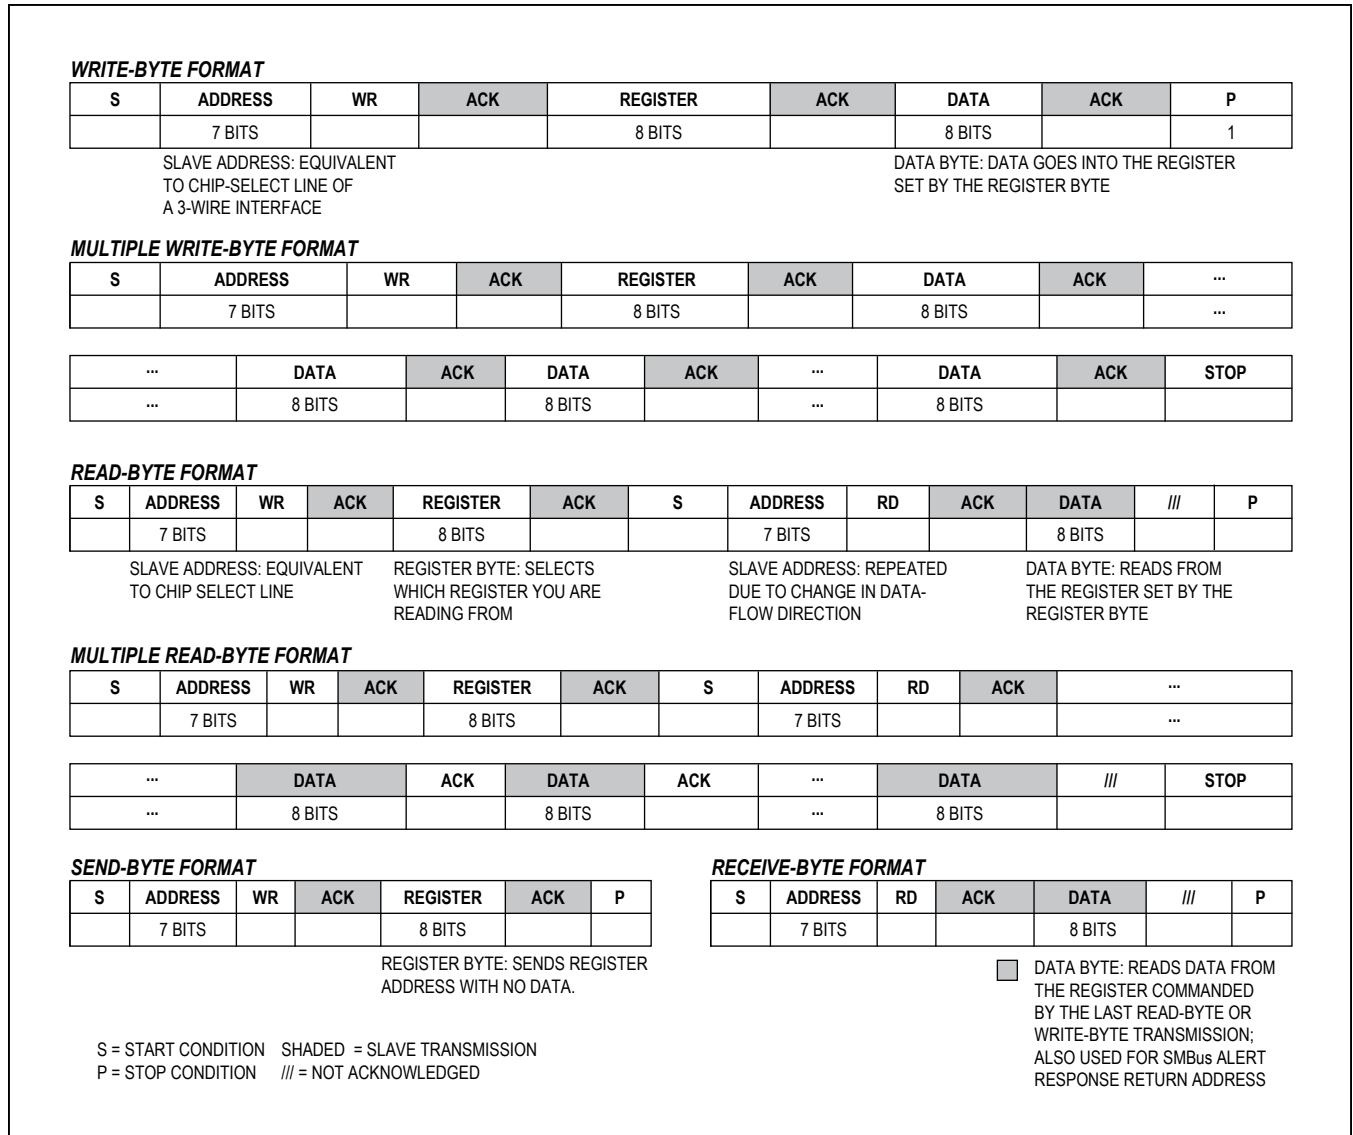 WRITE-BYTE FORMAT
S ADDRESS WR ACK REGISTER ACK DATA ACK P
7 BITS 8 BITS 8 BITS 1
SLAVE ADDRESS: EQUIVALENT
TO CHIP-SELECT LINE OF
A 3-WIRE INTERFACE
DATA BYTE: DATA GOES INTO THE REGISTER
SET BY THE REGISTER BYTE
MULTIPLE WRITE-BYTE FORMAT
S ADDRESS WR ACK REGISTER ACK DATA ACK ...
7 BITS 8 BITS 8 BITS ...
... DATA ACK DATA ACK ... DATA ACK STOP
... 8 BITS 8 BITS ... 8 BITS
READ-BYTE FORMAT
S ADDRESS WR ACK REGISTER ACK S ADDRESS RD ACK DATA /// P
7 BITS 8 BITS 7 BITS 8 BITS
SLAVE ADDRESS: EQUIVALENT
TO CHIP SELECT LINE
REGISTER BYTE: SELECTS
WHICH REGISTER YOU ARE
READING FROM
SLAVE ADDRESS: REPEATED
DUE TO CHANGE IN DATA-
FLOW DIRECTION
DATA BYTE: READS FROM
THE REGISTER SET BY THE
REGISTER BYTE
MULTIPLE READ-BYTE FORMAT
S ADDRESS WR ACK REGISTER ACK S ADDRESS RD ACK ...
7 BITS 8 BITS 7 BITS ...
... DATA ACK DATA ACK ... DATA /// STOP
... 8 BITS 8 BITS ... 8 BITS
SEND-BYTE FORMAT
S ADDRESS WR ACK REGISTER ACK P
7 BITS 8 BITS
REGISTER BYTE: SENDS REGISTER
ADDRESS WITH NO DATA.
RECEIVE-BYTE FORMAT
S ADDRESS RD ACK DATA /// P
7 BITS 8 BITS
DATA BYTE: READS DATA FROM
THE REGISTER COMMANDED
BY THE LAST READ-BYTE OR
WRITE-BYTE TRANSMISSION;
ALSO USED FOR SMBus ALERT
RESPONSE RETURN ADDRESS
S = START CONDITION SHADED = SLAVE TRANSMISSION
P = STOP CONDITION /// = NOT ACKNOWLEDGED